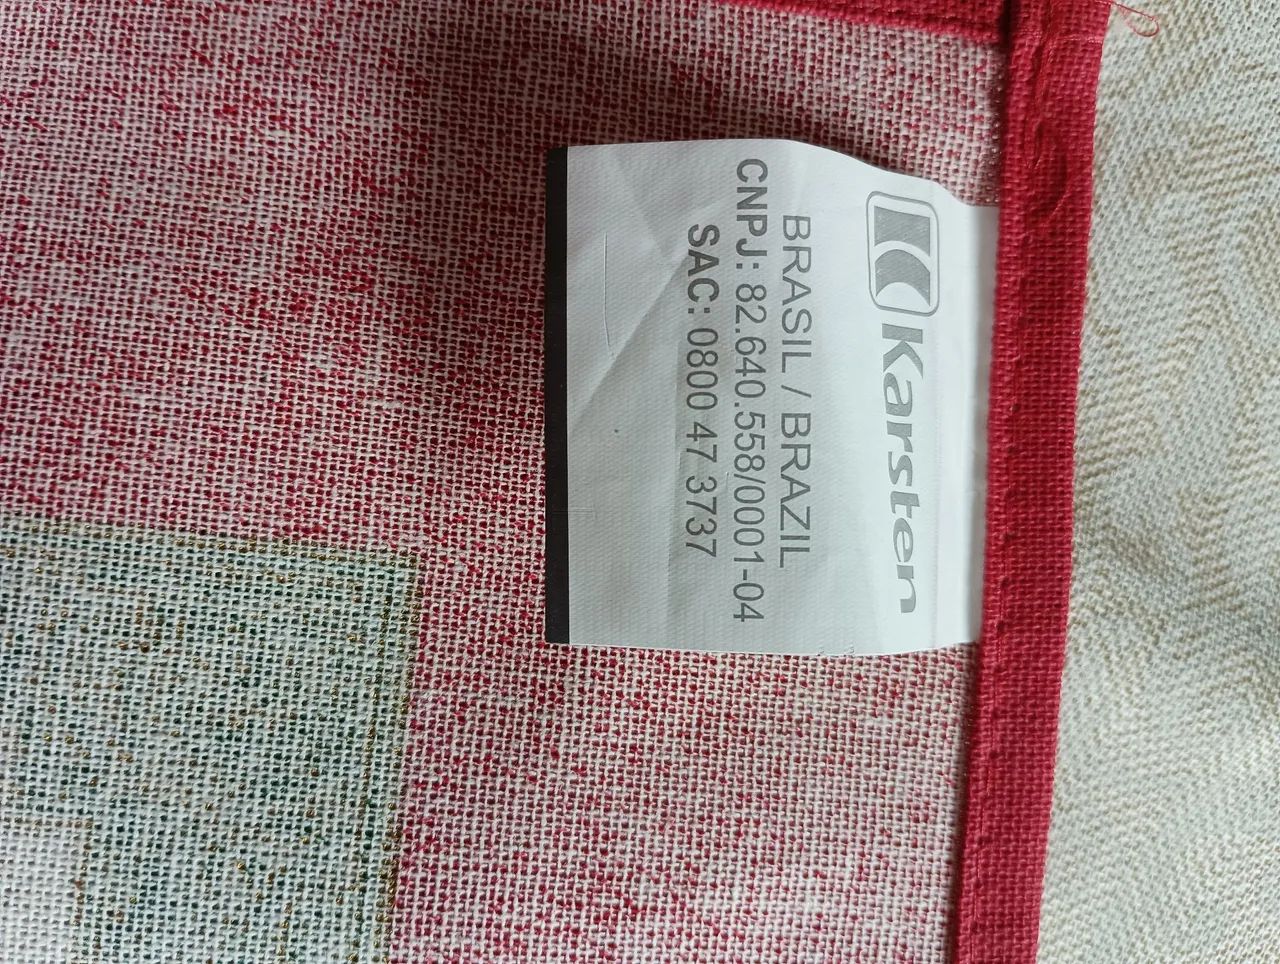 Karsten
BRASIL / BRAZIL
CNPJ: 82.640.558/0001-04
SAC: 0800 47 3737